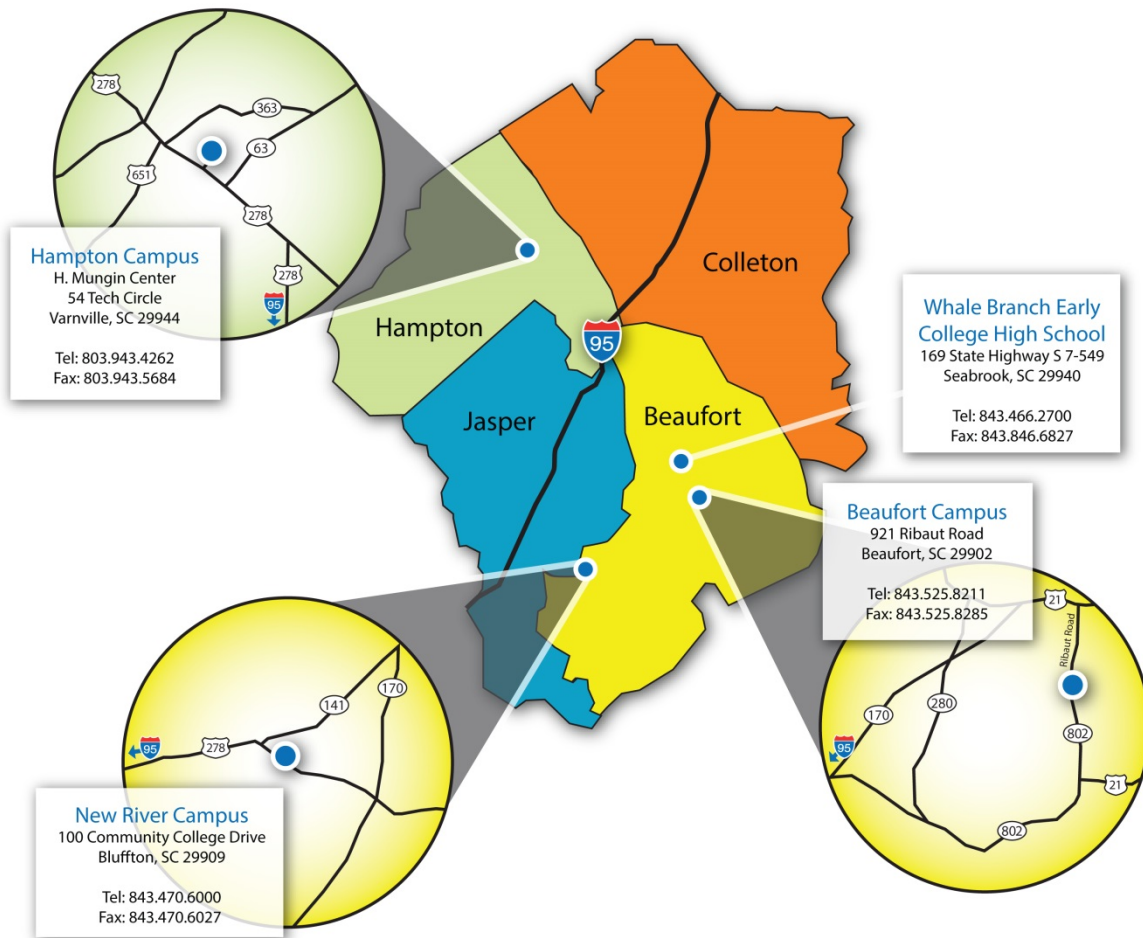 278
363
63
651
278
278
95
Hampton Campus
H. Mungin Center
54 Tech Circle
Varnville, SC 29944
Tel: 803.943.4262
Fax: 803.943.5684
Colleton
Hampton
95
Jasper
Beaufort
Whale Branch Early
College High School
169 State Highway S 7-549
Seabrook, SC 29940
Tel: 843.466.2700
Fax: 843.846.6827
Beaufort Campus
921 Ribaut Road
Beaufort, SC 29902
Tel: 843.525.8211
Fax: 843.525.8285
21
Ribaut Road
170
280
802
95
21
802
170
141
95
278
New River Campus
100 Community College Drive
Bluffton, SC 29909
Tel: 843.470.6000
Fax: 843.470.6027